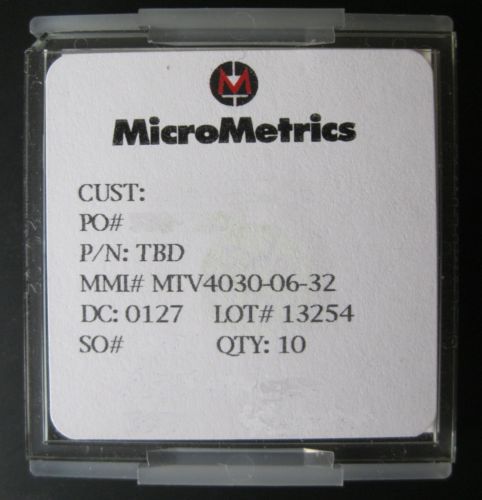 M
MicroMetrics
CUST:
PO#
P/N: TBD
MMI# MTV4030-06-32
DC: 0127 LOT# 13254
SO# QTY: 10